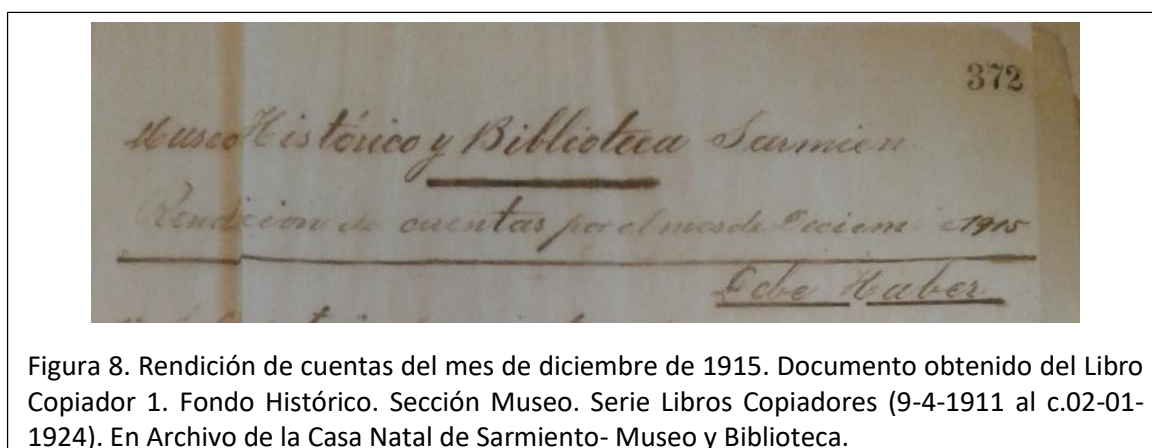 372
Museo Histórico y Biblioteca Sarmien
Rendicion de cuentas por el mes de Diciem e 1915
Debe Haber
Figura 8. Rendición de cuentas del mes de diciembre de 1915. Documento obtenido del Libro
Copiador 1. Fondo Histórico. Sección Museo. Serie Libros Copiadores (9-4-1911 al c.02-01-
1924). En Archivo de la Casa Natal de Sarmiento- Museo y Biblioteca.